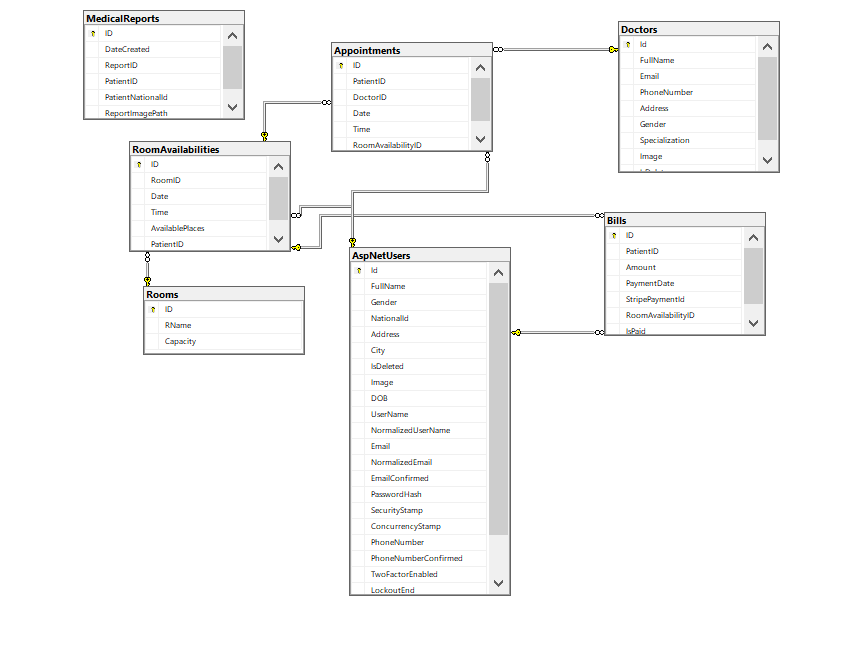 MedicalReports
ID
DateCreated
ReportID
PatientID
PatientNationalId
ReportImagePath
Appointments
ID
PatientID
DoctorID
Date
Time
RoomAvailabilityID
Doctors
Id
FullName
Email
PhoneNumber
Address
Gender
Specialization
Image
RoomAvailabilities
ID
RoomID
Date
Time
AvailablePlaces
PatientID
Rooms
ID
RName
Capacity
AspNetUsers
Id
FullName
Gender
NationalId
Address
City
IsDeleted
Image
DOB
UserName
NormalizedUserName
Email
NormalizedEmail
EmailConfirmed
PasswordHash
SecurityStamp
ConcurrencyStamp
PhoneNumber
PhoneNumberConfirmed
TwoFactorEnabled
LockoutEnd
Bills
ID
PatientID
Amount
PaymentDate
StripePaymentId
RoomAvailabilityID
IsPaid